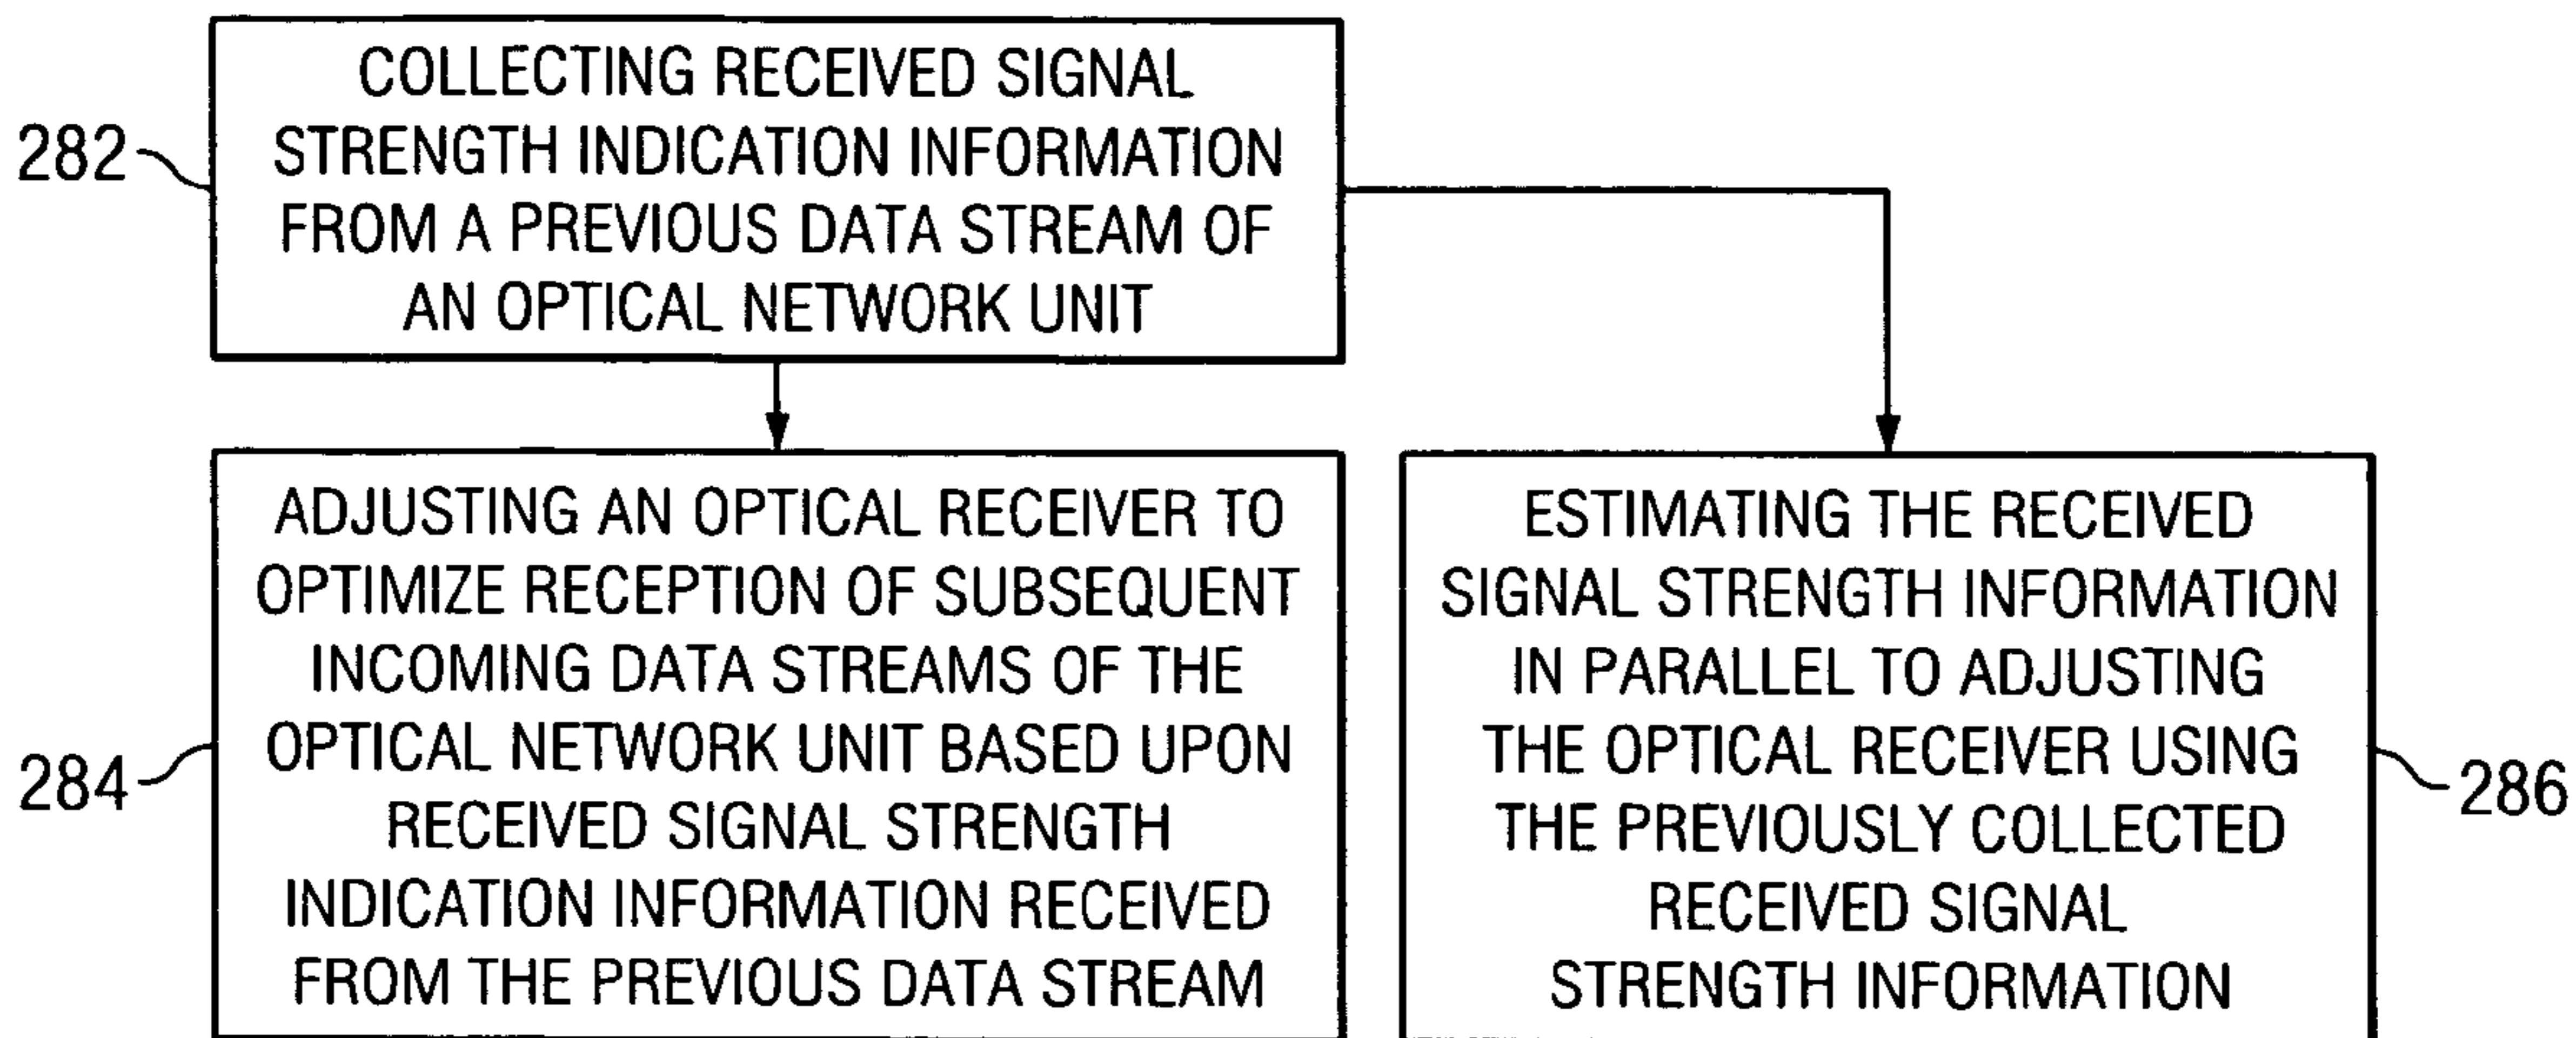 282
COLLECTING RECEIVED SIGNAL
STRENGTH INDICATION INFORMATION
FROM A PREVIOUS DATA STREAM OF
AN OPTICAL NETWORK UNIT
284
ADJUSTING AN OPTICAL RECEIVER TO
OPTIMIZE RECEPTION OF SUBSEQUENT
INCOMING DATA STREAMS OF THE
OPTICAL NETWORK UNIT BASED UPON
RECEIVED SIGNAL STRENGTH
INDICATION INFORMATION RECEIVED
FROM THE PREVIOUS DATA STREAM
ESTIMATING THE RECEIVED
SIGNAL STRENGTH INFORMATION
IN PARALLEL TO ADJUSTING
THE OPTICAL RECEIVER USING
THE PREVIOUSLY COLLECTED
RECEIVED SIGNAL
STRENGTH INFORMATION
286